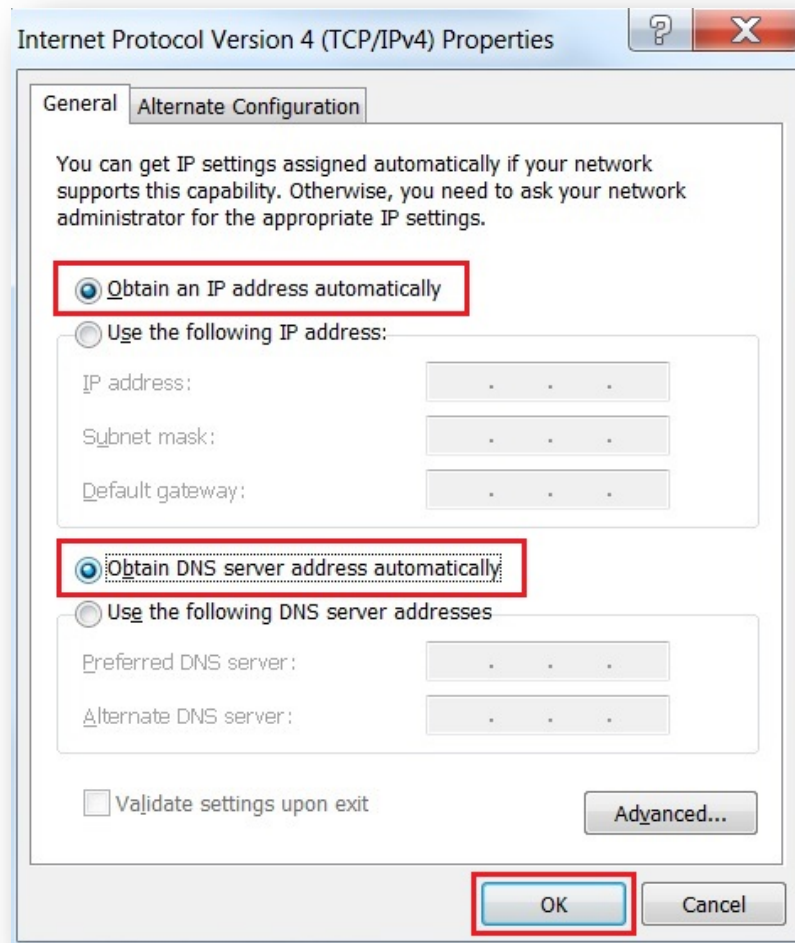 Internet Protocol Version 4 (TCP/IPv4) Properties
General
Alternate Configuration
You can get IP settings assigned automatically if your network
supports this capability. Otherwise, you need to ask your network
administrator for the appropriate IP settings.
Obtain an IP address automatically
Use the following IP address:
IP address:
Subnet mask:
Default gateway:
Obtain DNS server address automatically
Use the following DNS server addresses
Preferred DNS server:
Alternate DNS server:
Validate settings upon exit
Advanced...
OK
Cancel